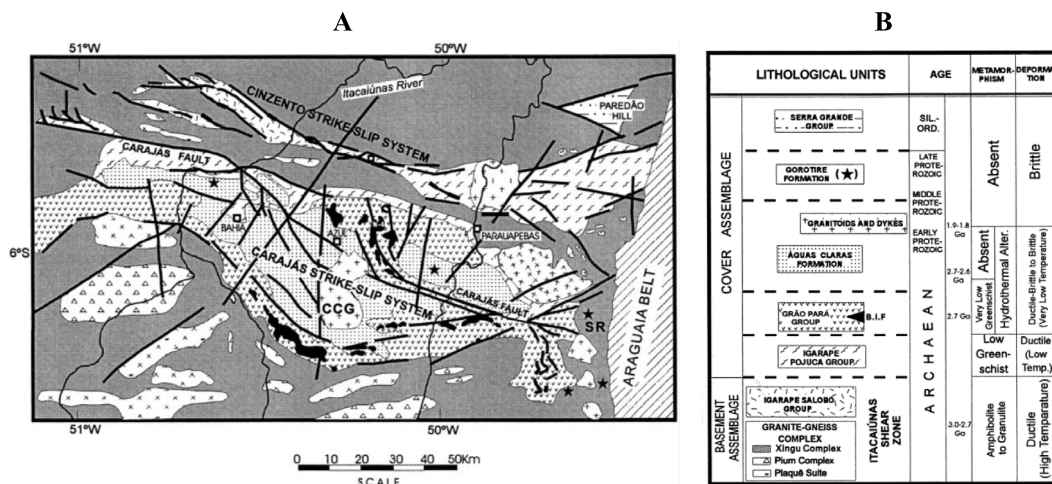 A
B
51°W
50°W
Itacaiúnas River
CINZENTO STRIKE-SLIP SYSTEM
PAREDÃO
HILL
CARAJÁS FAULT
BAHIA
AZUL
PARAUAPEBAS
6°S
CARAJÁS STRIKE-SLIP SYSTEM
CARAJÁS FAULT
CCG
SR
ARAGUAIA BELT
51°W
50°W
0 10 20 30 40 50Km
SCALE
LITHOLOGICAL UNITS
AGE
METAMOR-
PHISM
DEFORMA
TION
COVER ASSEMBLAGE
SERRA GRANDE
GROUP
SIL.-
ORD.
GOROTIRE
FORMATION (★)
LATE
PROTE-
ROZOIC
MIDDLE
PROTE-
ROZOIC
Absent
Brittle
GRANITOIDS AND DYKES
EARLY
PROTE-
ROZOIC
1.9-1.8
Ga
ÁGUAS CLARAS
FORMATION
2.7-2.6
Ga
Absent
Hydrothermal Alter.
Ductile-Brittle to Brittle
(Very Low Temperature)
GRÃO PARÁ
GROUP
B.I.F
2.7 Ga
Very Low
Greenschist
IGARAPE
POJUCA GROUP
Low
Green-
schist
Ductile
(Low
Temp.)
ARCHAEAN
BASEMENT
ASSEMBLAGE
IGARAPE SALOBO
GROUP
GRANITE-GNEISS
COMPLEX
Xingu Complex
Pium Complex
Plaquê Suite
ITACAIÚNAS
SHEAR
ZONE
3.0-2.7
Ga
Amphibolite
to Granulite
Ductile
(High Temparature)